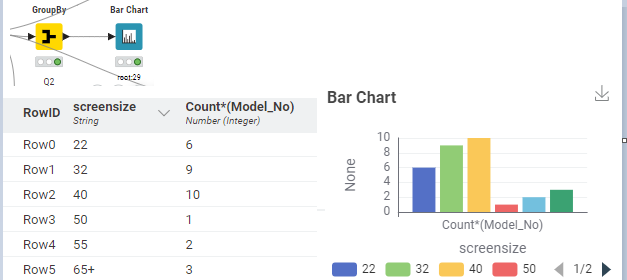 GroupBy
Bar Chart
Q2
root:29
RowID screensize Count*(Model_No)
String Number (Integer)
Row0 22 6
Row1 32 9
Row2 40 10
Row3 50 1
Row4 55 2
Row5 65+ 3
Bar Chart
10
8
6
4
2
0
None
Count*(Model_No)
screensize
22 32 40 50 1/2